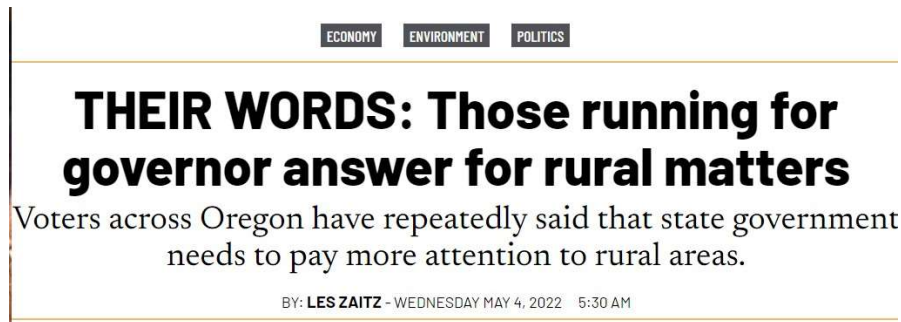 ECONOMY ENVIRONMENT POLITICS
THEIR WORDS: Those running for
governor answer for rural matters
Voters across Oregon have repeatedly said that state government
needs to pay more attention to rural areas.
BY: LES ZAITZ - WEDNESDAY MAY 4, 2022 5:30 AM